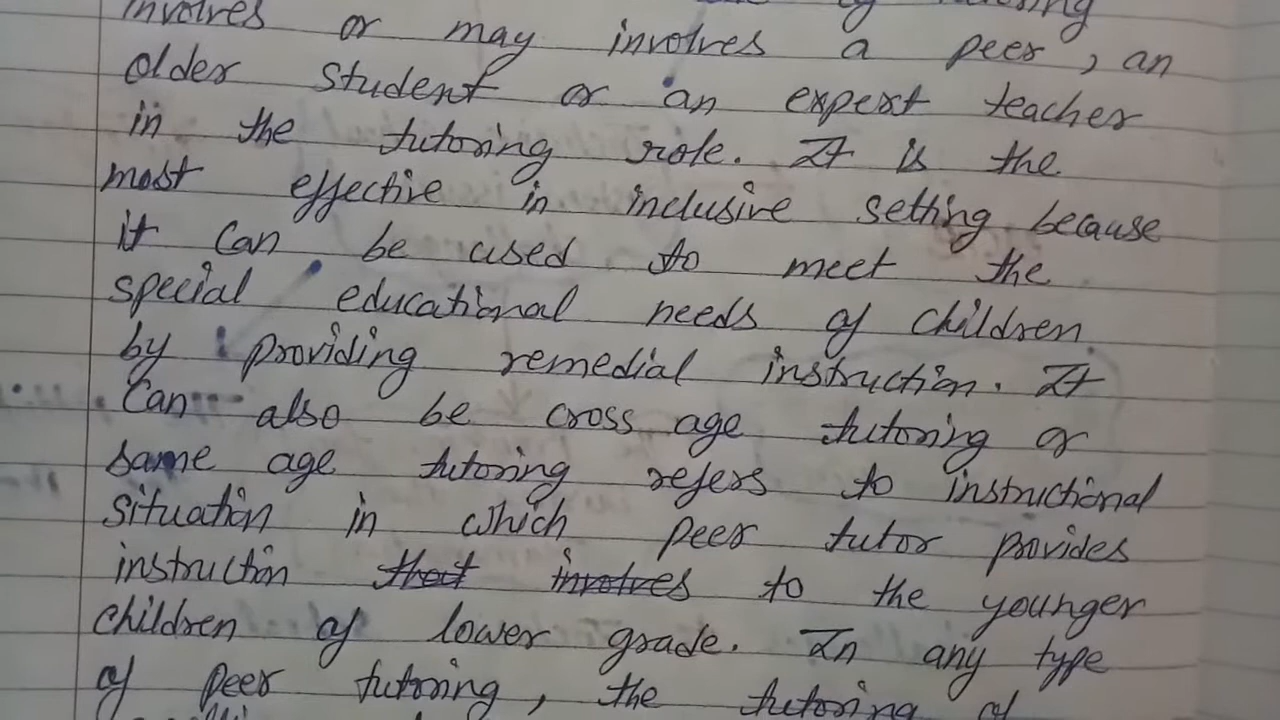 involves or may involves a peer, an
older student or an expert teacher
in the tutoring role. It is the
most effective in inclusive setting because
it can be used to meet the
special educational needs of children
by providing remedial instruction. It
Can also be cross age tutoring or
same age tutoring refers to instructional
situation in which peer tutor provides
instruction that involves to the younger
children of lower grade. In any type
of peer tutoring, the tutoring of